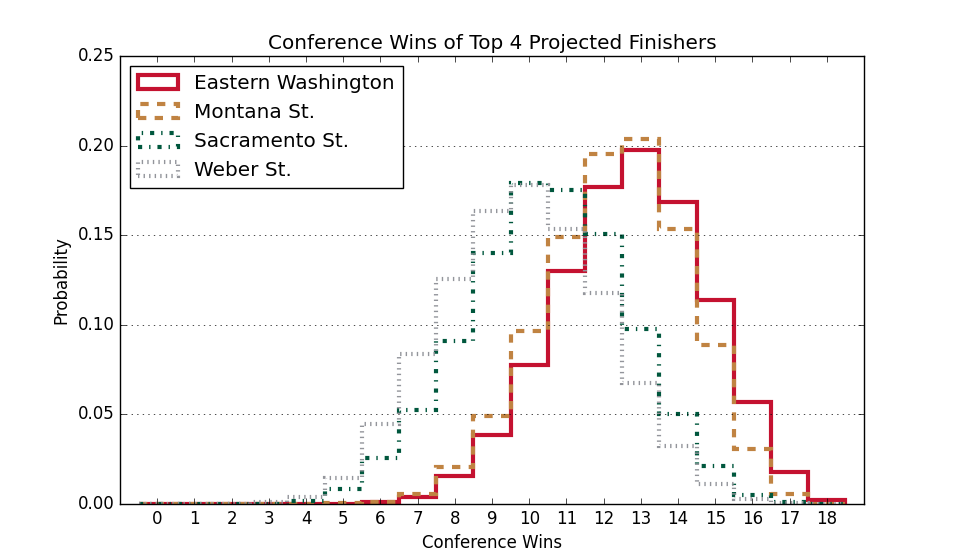 Conference Wins of Top 4 Projected Finishers
0.25
0.20
0.15
0.10
0.05
0.00
Probability
Eastern Washington
Montana St.
Sacramento St.
Weber St.
0 1 2 3 4 5 6 7 8 9 10 11 12 13 14 15 16 17 18
Conference Wins